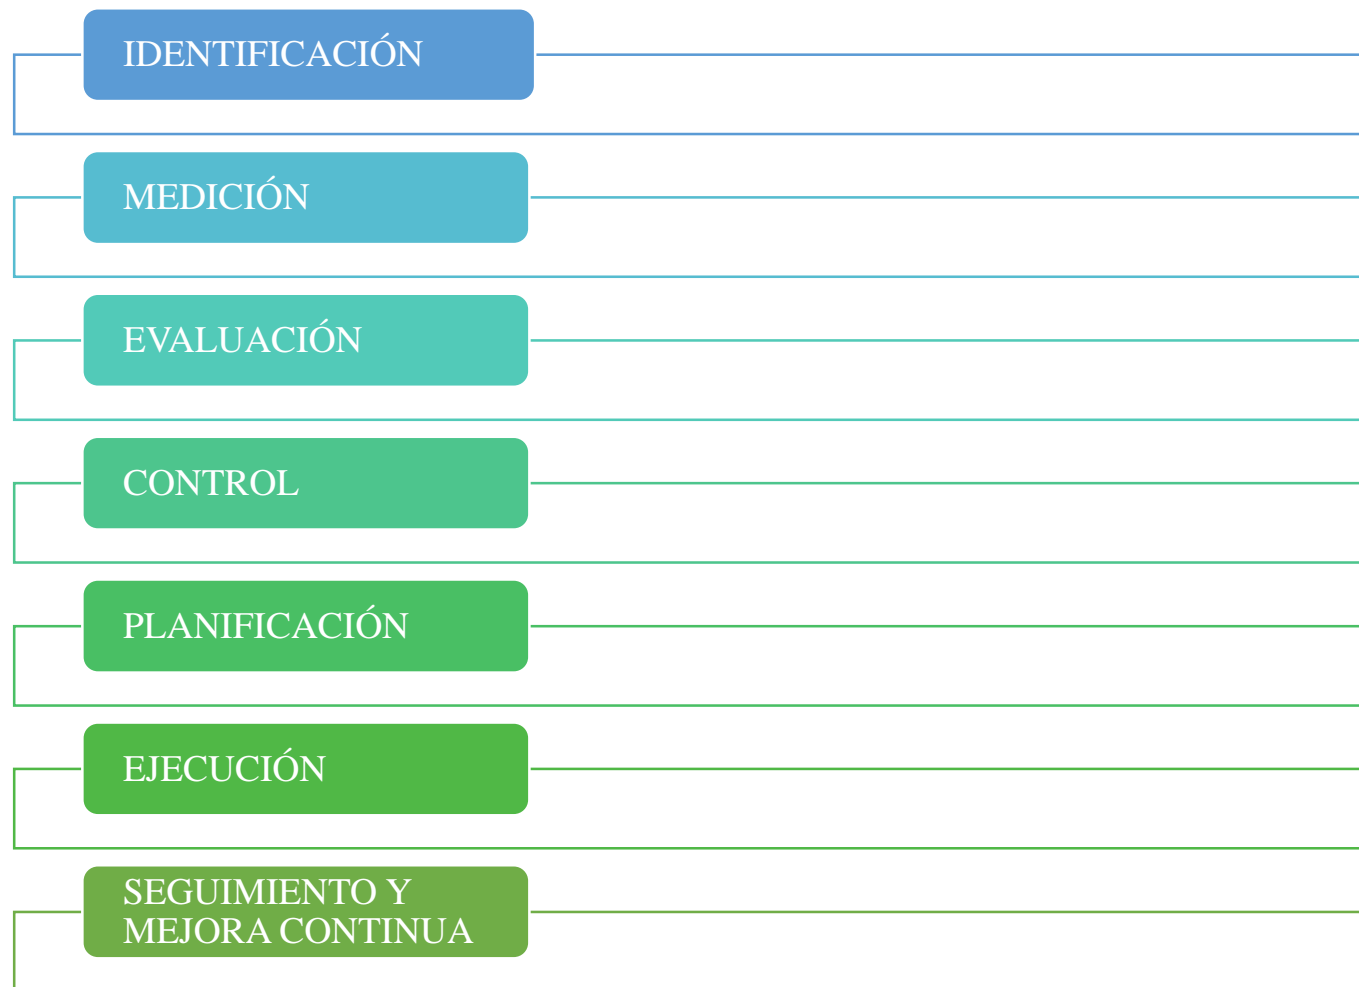 IDENTIFICACIÓN
MEDICIÓN
EVALUACIÓN
CONTROL
PLANIFICACIÓN
EJECUCIÓN
SEGUIMIENTO Y
MEJORA CONTINUA